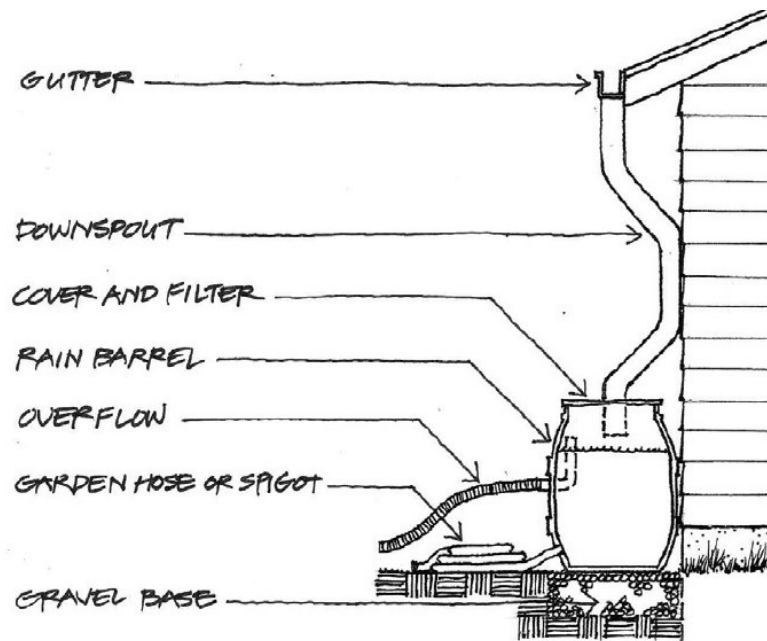 GUTTER
DOWNSPOUT
COVER AND FILTER
RAIN BARREL
OVERFLOW
GARDEN HOSE OR SPIGOT
GRAVEL BASE